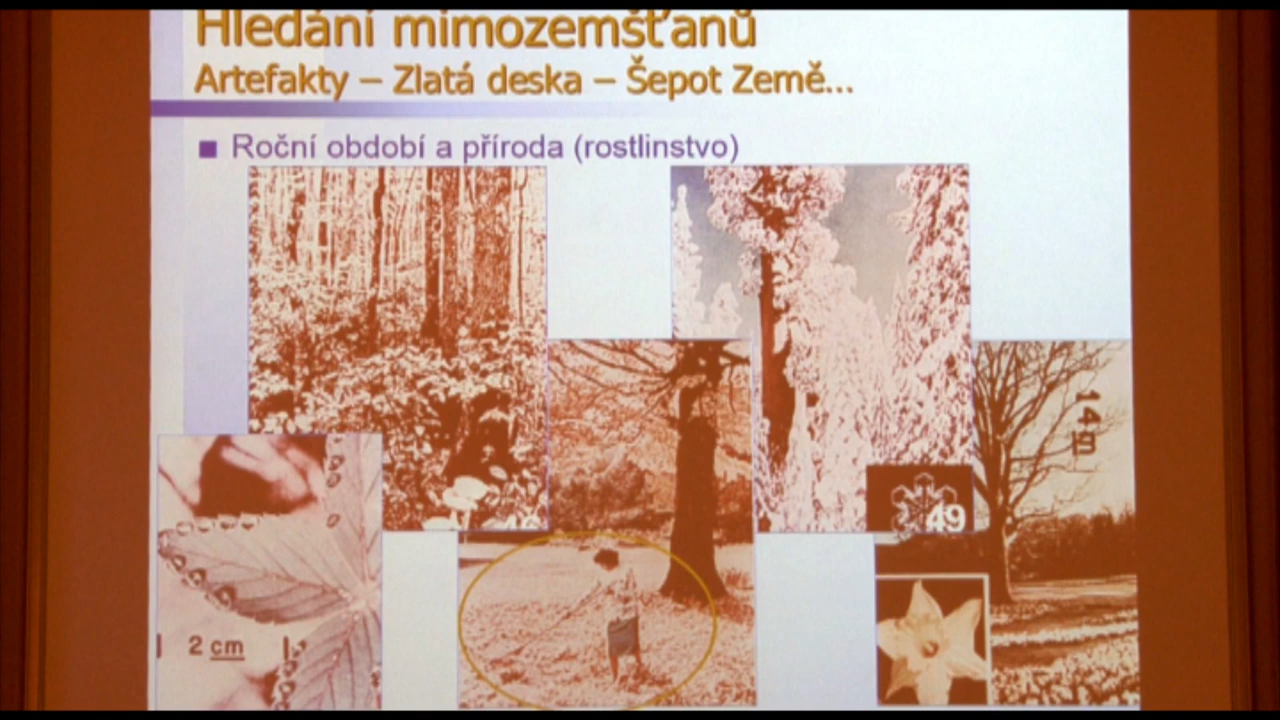 Hledání mimozemšťanů
Artefakty – Zlatá deska – Šepot Země...
Roční období a příroda (rostlinstvo)
49
2 cm